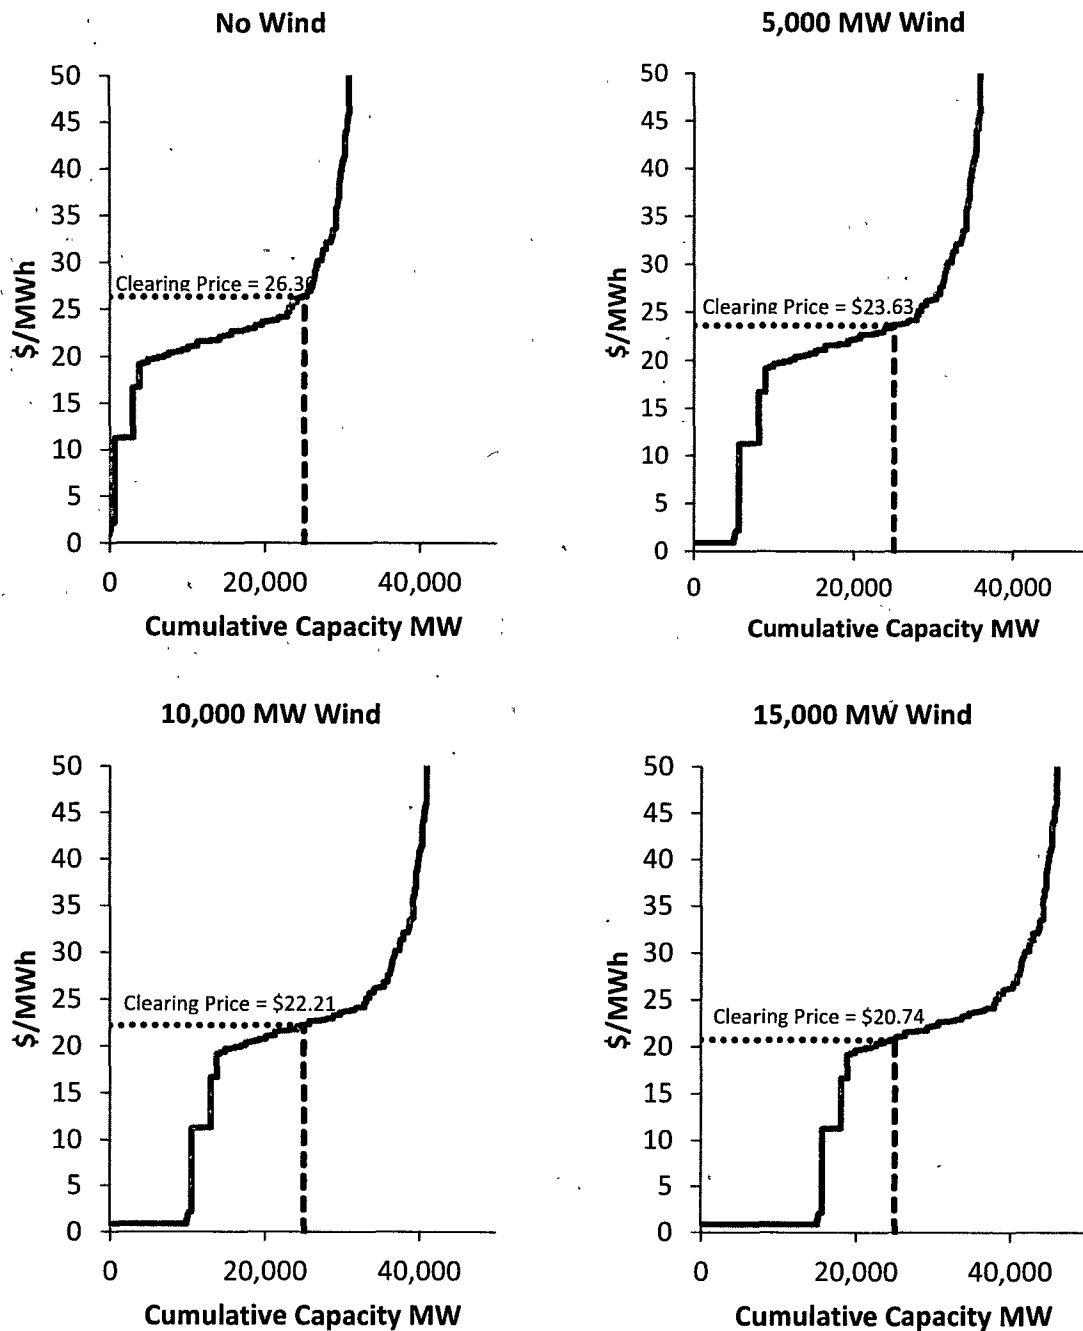 No Wind
50
45
40
35
30
25
20
15
10
5
0
$/MWh
Clearing Price = 26.36
0 20,000 40,000
Cumulative Capacity MW
5,000 MW Wind
50
45
40
35
30
25
20
15
10
5
0
$/MWh
Clearing Price = $23.63
0 20,000 40,000
Cumulative Capacity MW
10,000 MW Wind
50
45
40
35
30
25
20
15
10
5
0
$/MWh
Clearing Price = $22.21
0 20,000 40,000
Cumulative Capacity MW
15,000 MW Wind
50
45
40
35
30
25
20
15
10
5
0
$/MWh
Clearing Price = $20.74
0 20,000 40,000
Cumulative Capacity MW